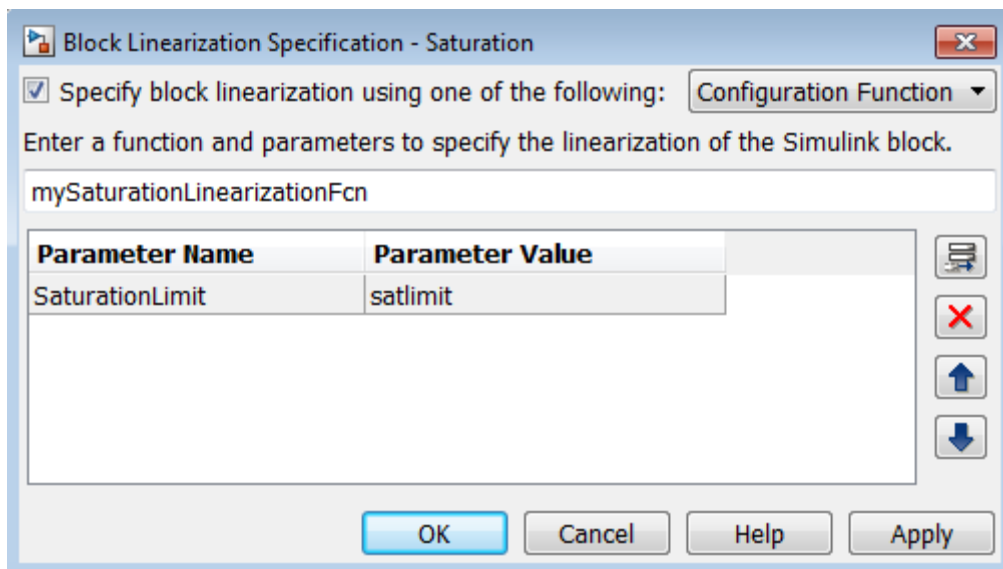 Block Linearization Specification - Saturation
Specify block linearization using one of the following: Configuration Function
Enter a function and parameters to specify the linearization of the Simulink block.
mySaturationLinearizationFcn
Parameter Name Parameter Value
SaturationLimit satlimit
OK Cancel Help Apply